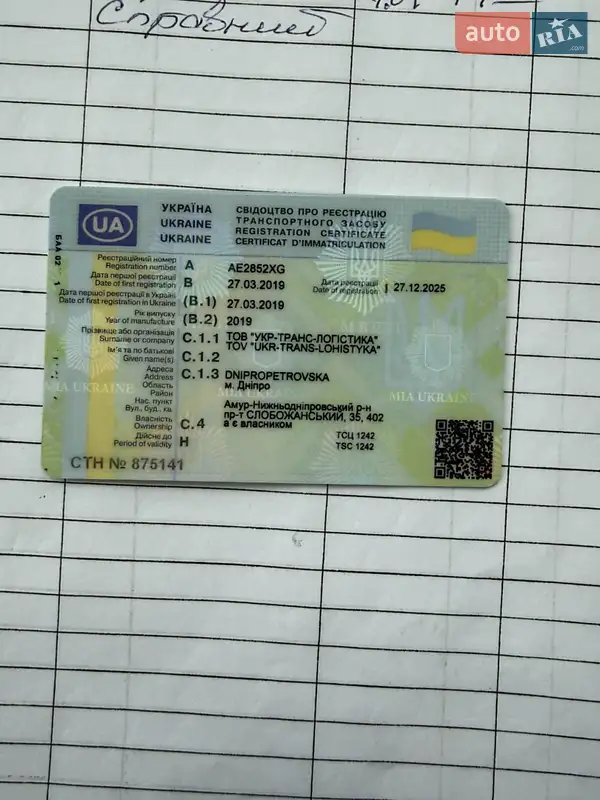 Справний
auto RIA.com
УКРАЇНА
UKRAINE
UKRAINE
СВІДОЦТВО ПРО РЕЄСТРАЦІЮ
ТРАНСПОРТНОГО ЗАСОБУ
REGISTRATION CERTIFICATE
CERTIFICAT D'IMMATRICULATION
UA
Реєстраційний номер
Registration number A AE2852XG
Дата першої реєстрації
Date of first registration B 27.03.2019
Дата реєстрації
Date of registration I 27.12.2025
Дата першої реєстрації в Україні
Date of first registration in Ukraine (B.1) 27.03.2019
Рік випуску
Year of manufacture (B.2) 2019
Прізвище або організація
Surname or company C.1.1 ТОВ "УКР-ТРАНС-ЛОГІСТИКА"
TOV "UKR-TRANS-LOHISTYKA"
Ім'я та по батькові
Given name(s) C.1.2
Адреса
Address C.1.3 DNIPROPETROVSKA
Область
Район
м. Дніпро
Нас. пункт
Вул., буд., кв.
Амур-Нижньодніпровський р-н
пр-т СЛОБОЖАНСЬКИЙ, 35, 402
Власність
Ownership C.4 а є власником
Дійсне до
Period of validity H
ТСЦ 1242
TSC 1242
СТН № 875141
MIA UKRAINE
MIA UKRAINE
MIA UKRAINE